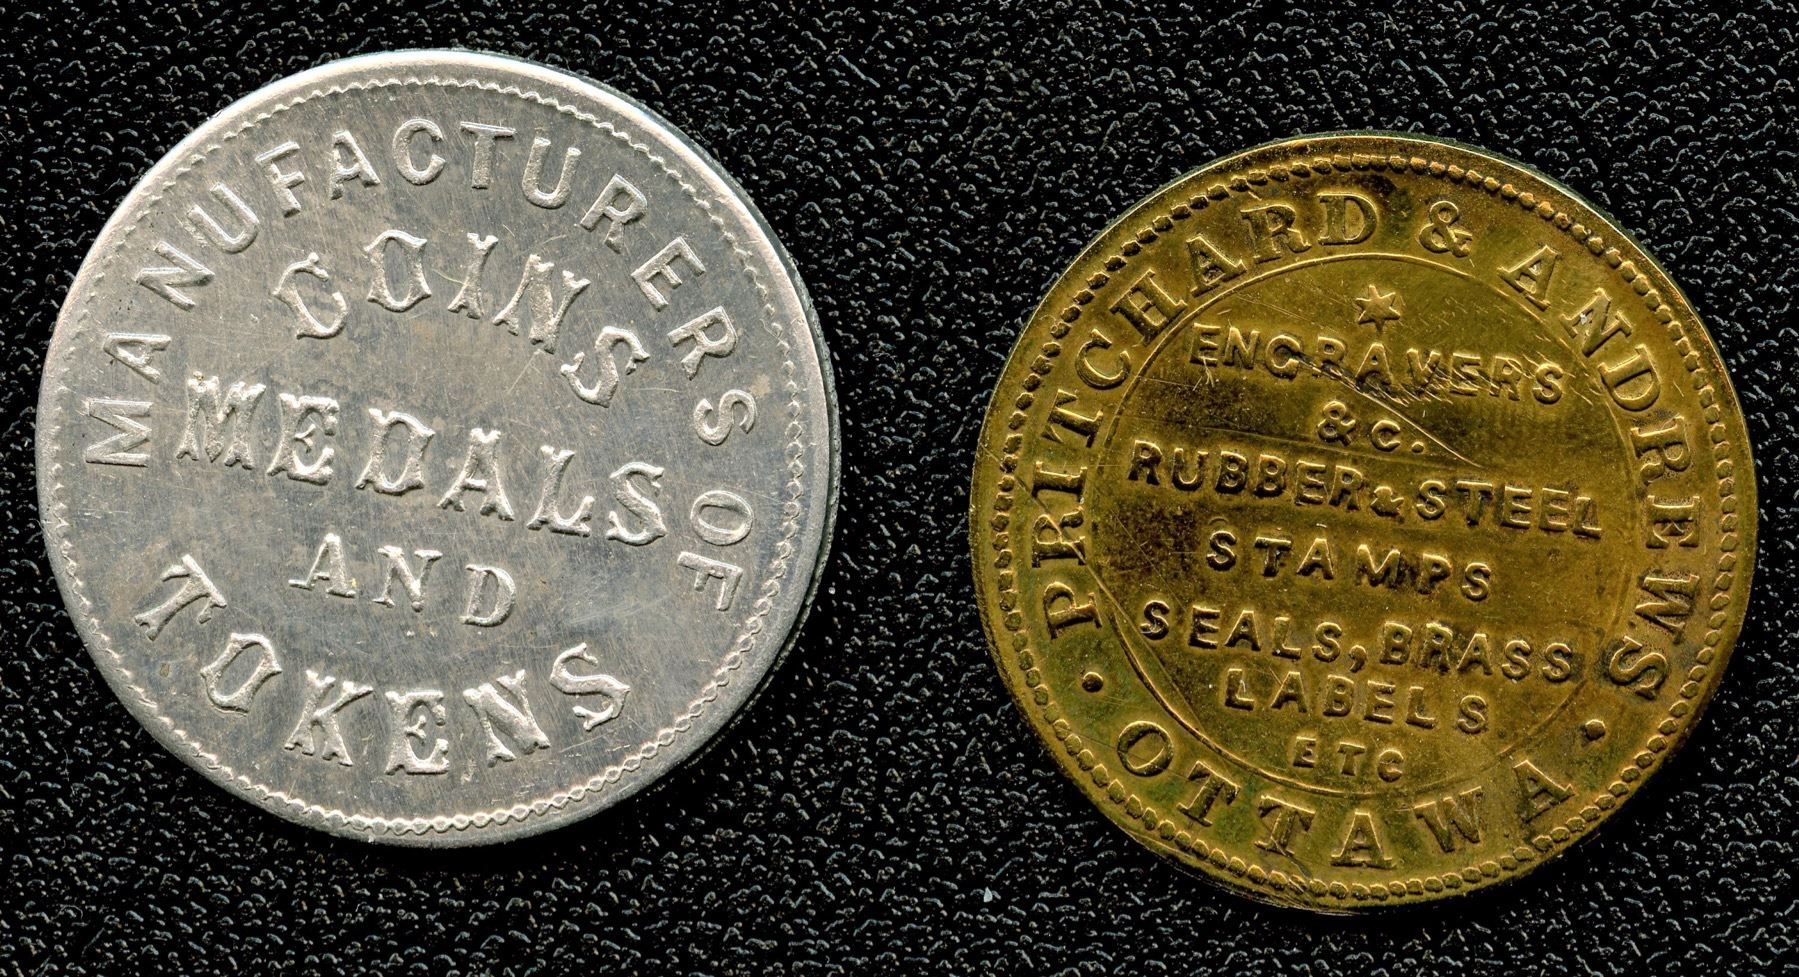 MANUFACTURERS OF
COINS
MEDALS
AND
TOKENS
PRITCHARD & ANDREWS
ENGRAVERS
& C.
RUBBER & STEEL
STAMPS
SEALS, BRASS
LABELS
ETC
· OTTAWA ·